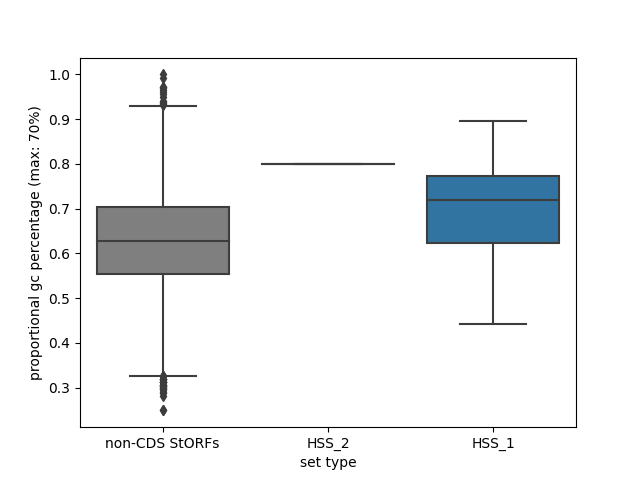 proportional gc percentage (max: 70%)
1.0
0.9
0.8
0.7
0.6
0.5
0.4
0.3
non-CDS StORFs
HSS_2
HSS_1
set type